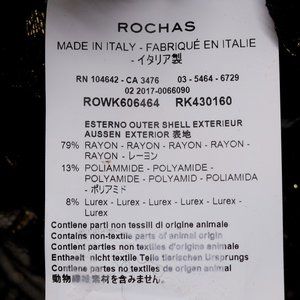 ROCHAS
MADE IN ITALY - FABRIQUÉ EN ITALIE
- イタリア製
RN 104642 - CA 3476 03 - 5464 - 6729
02 2017-0066090
ROWK606464 RK430160
ESTERNO OUTER SHELL EXTERIEUR
AUSSEN EXTERIOR 表地
79% RAYON - RAYON - RAYON - RAYON -
RAYON - レーヨン
13% POLIAMMIDE - POLYAMIDE -
POLYAMIDE - POLYAMID - POLIAMIDA
- ポリアミド
8% Lurex - Lurex - Lurex - Lurex - Lurex -
Lurex
Contiene parti non tessili di origine animale
Contains non-textile parts of animal origin
Contient parties non textiles d'origine animale
Enthaelt nicht textile Teile tierischen Ursprungs
Contiene partes no textiles de origen animal
動物繊維素材を含みません.